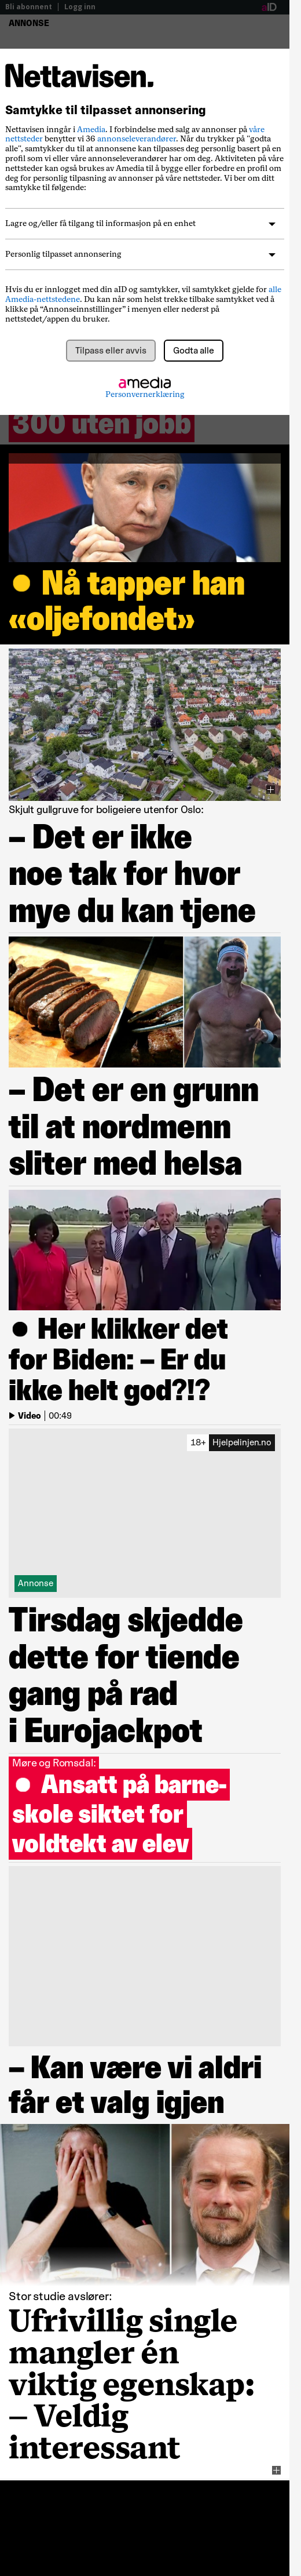 Bli abonnent | Logg inn
aID
ANNONSE
Nettavisen.
Samtykke til tilpasset annonsering
Nettavisen inngår i Amedia. I forbindelse med salg av annonser på våre
nettsteder benytter vi 36 annonseleverandører. Når du trykker på "godta
alle", samtykker du til at annonsene kan tilpasses deg personlig basert på en
profil som vi eller våre annonseleverandører har om deg. Aktiviteten på våre
nettsteder kan også brukes av Amedia til å bygge eller forbedre en profil om
deg for personlig tilpasning av annonser på våre nettsteder. Vi ber om ditt
samtykke til følgende:
Lagre og/eller få tilgang til informasjon på en enhet
Personlig tilpasset annonsering
Hvis du er innlogget med din aID og samtykker, vil samtykket gjelde for alle
Amedia-nettstedene. Du kan når som helst trekke tilbake samtykket ved å
klikke på “Annonseinnstillinger” i menyen eller nederst på
nettstedet/appen du bruker.
Tilpass eller avvis
Godta alle
amedia
Personvernerklæring
300 uten jobb
● Nå tapper han
«oljefondet»
Skjult gullgruve for boligeiere utenfor Oslo:
– Det er ikke
noe tak for hvor
mye du kan tjene
– Det er en grunn
til at nordmenn
sliter med helsa
● Her klikker det
for Biden: – Er du
ikke helt god?!?
Video | 00:49
18+ Hjelpelinjen.no
Annonse
Tirsdag skjedde
dette for tiende
gang på rad
i Eurojackpot
Møre og Romsdal:
● Ansatt på barne-
skole siktet for
voldtekt av elev
– Kan være vi aldri
får et valg igjen
Stor studie avslører:
Ufrivillig single
mangler én
viktig egenskap:
– Veldig
interessant